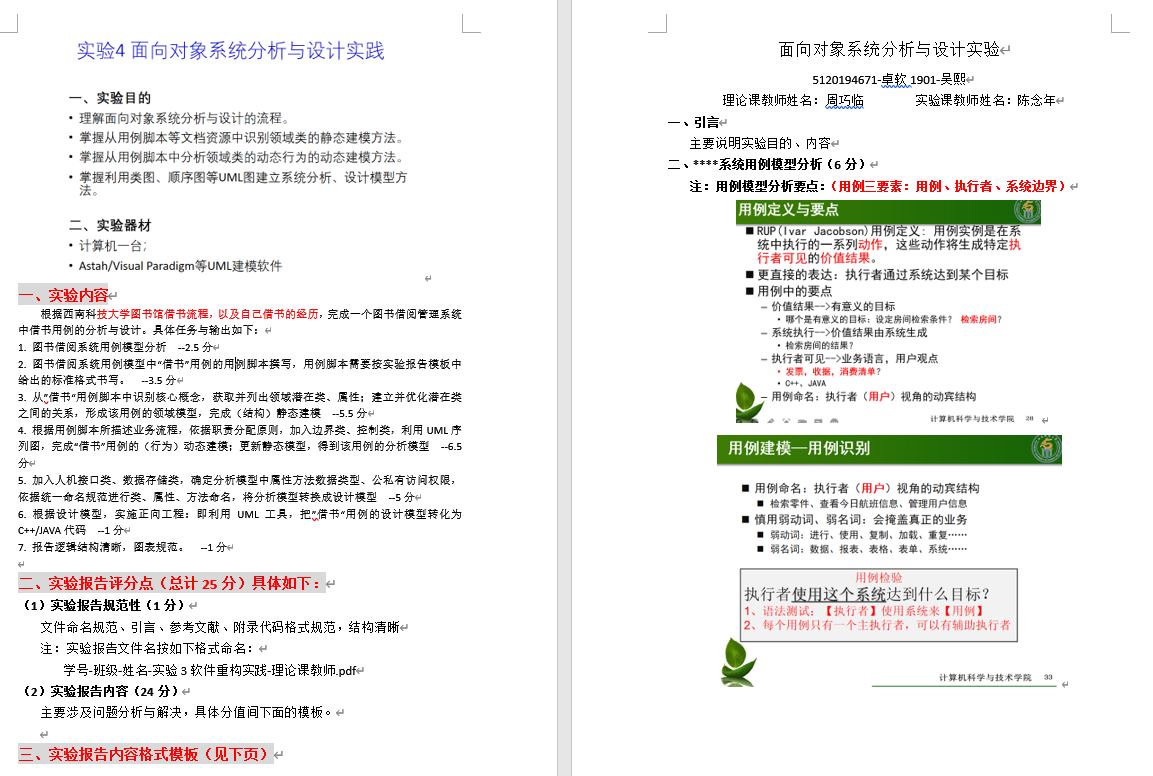 实验4 面向对象系统分析与设计实践
一、实验目的
• 理解面向对象系统分析与设计的流程。
• 掌握从用例脚本等文档资源中识别领域类的静态建模方法。
• 掌握从用例脚本中分析领域类的动态行为的动态建模方法。
• 掌握利用类图、顺序图等UML图建立系统分析、设计模型方
法。
二、实验器材
• 计算机一台;
• Astah/Visual Paradigm等UML建模软件
一、实验内容
根据西南科技大学图书馆借书流程，以及自己借书的经历，完成一个图书借阅管理系统
中借书用例的分析与设计。具体任务与输出如下：
1. 图书借阅系统用例模型分析 --2.5 分
2. 图书借阅系统用例模型中“借书”用例的用例脚本撰写，用例脚本需要按实验报告模板中
给出的标准格式书写。 --3.5 分
3. 从“借书“用例脚本中识别核心概念，获取并列出领域潜在类、属性；建立并优化潜在类
之间的关系，形成该用例的领域模型，完成（结构）静态建模 --5.5 分
4. 根据用例脚本所描述业务流程，依据职责分配原则，加入边界类、控制类，利用 UML 序
列图，完成“借书”用例的（行为）动态建模；更新静态模型，得到该用例的分析模型 --6.5
分
5. 加入人机接口类、数据存储类，确定分析模型中属性方法数据类型、公私有访问权限，
依据统一命名规范进行类、属性、方法命名，将分析模型转换成设计模型 --5 分
6. 根据设计模型，实施正向工程：即利用 UML 工具，把“借书“用例的设计模型转化为
C++/JAVA 代码 --1 分
7. 报告逻辑结构清晰，图表规范。 --1 分
二、实验报告评分点（总计 25 分）具体如下：
（1）实验报告规范性（1 分）
文件命名规范、引言、参考文献、附录代码格式规范，结构清晰
注：实验报告文件名按如下格式命名：
学号-班级-姓名-实验 3 软件重构实践-理论课教师.pdf
（2）实验报告内容（24 分）
主要涉及问题分析与解决，具体分值间下面的模板。
三、实验报告内容格式模板（见下页）
面向对象系统分析与设计实验
5120194671-卓软 1901-吴熙
理论课教师姓名：周巧临 实验课教师姓名：陈念年
一、引言
主要说明实验目的、内容
二、****系统用例模型分析（6 分）
注：用例模型分析要点：（用例三要素：用例、执行者、系统边界）
用例定义与要点
■ RUP(Ivar Jacobson)用例定义：用例实例是在系
统中执行的一系列动作，这些动作将生成特定执
行者可见的价值结果。
■ 更直接的表达：执行者通过系统达到某个目标
■ 用例中的要点
– 价值结果-->有意义的目标
• 哪个是有意义的目标：设定房间检索条件？ 检索房间？
– 系统执行-->价值结果由系统生成
• 检索房间的结果？
– 执行者可见-->业务语言，用户观点
• 发票，收据，消费清单？
• C++、JAVA
– 用例命名：执行者（用户）视角的动宾结构
计算机科学与技术学院 28
用例建模—用例识别
■ 用例命名：执行者（用户）视角的动宾结构
■ 检索零件、查看今日航班信息、管理用户信息
■ 慎用弱动词、弱名词：会掩盖真正的业务
■ 弱动词：进行、使用、复制、加载、重复……
■ 弱名词：数据、报表、表格、表单、系统……
用例检验
执行者使用这个系统达到什么目标？
1、语法测试：【执行者】使用系统来【用例】
2、每个用例只有一个主执行者，可以有辅助执行者
计算机科学与技术学院 33